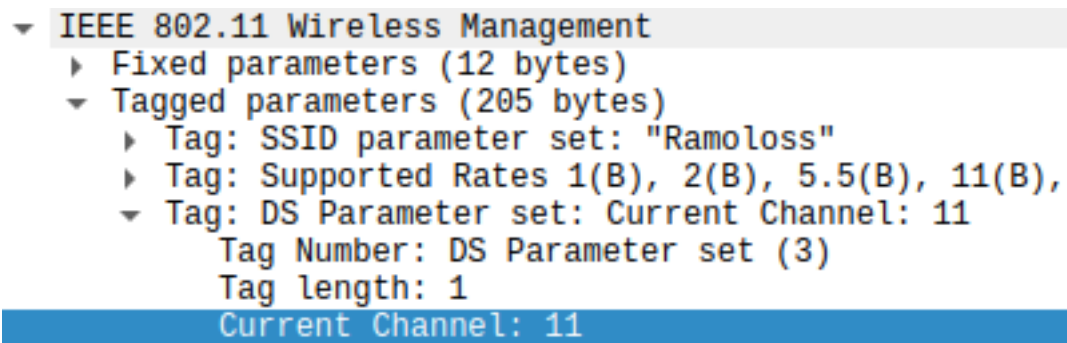 IEEE 802.11 Wireless Management
Fixed parameters (12 bytes)
Tagged parameters (205 bytes)
Tag: SSID parameter set: "Ramoloss"
Tag: Supported Rates 1(B), 2(B), 5.5(B), 11(B),
Tag: DS Parameter set: Current Channel: 11
Tag Number: DS Parameter set (3)
Tag length: 1
Current Channel: 11